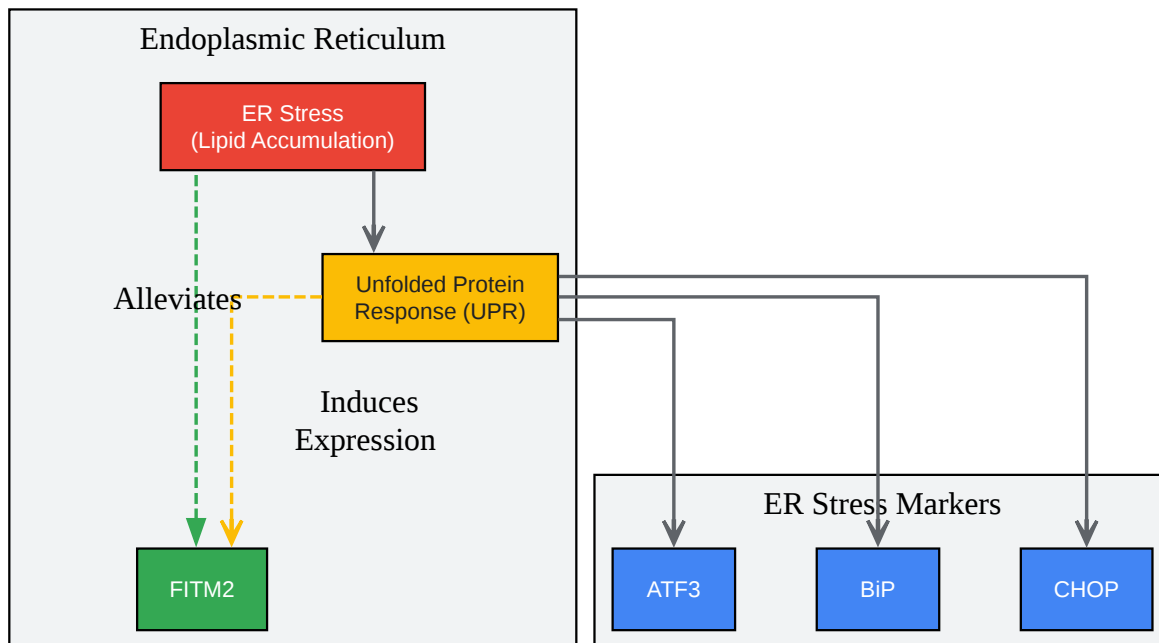 Endoplasmic Reticulum
ER Stress
(Lipid Accumulation)
Alleviates
Unfolded Protein
Response (UPR)
Induces
Expression
ER Stress Markers
FITM2
ATF3
BiP
CHOP